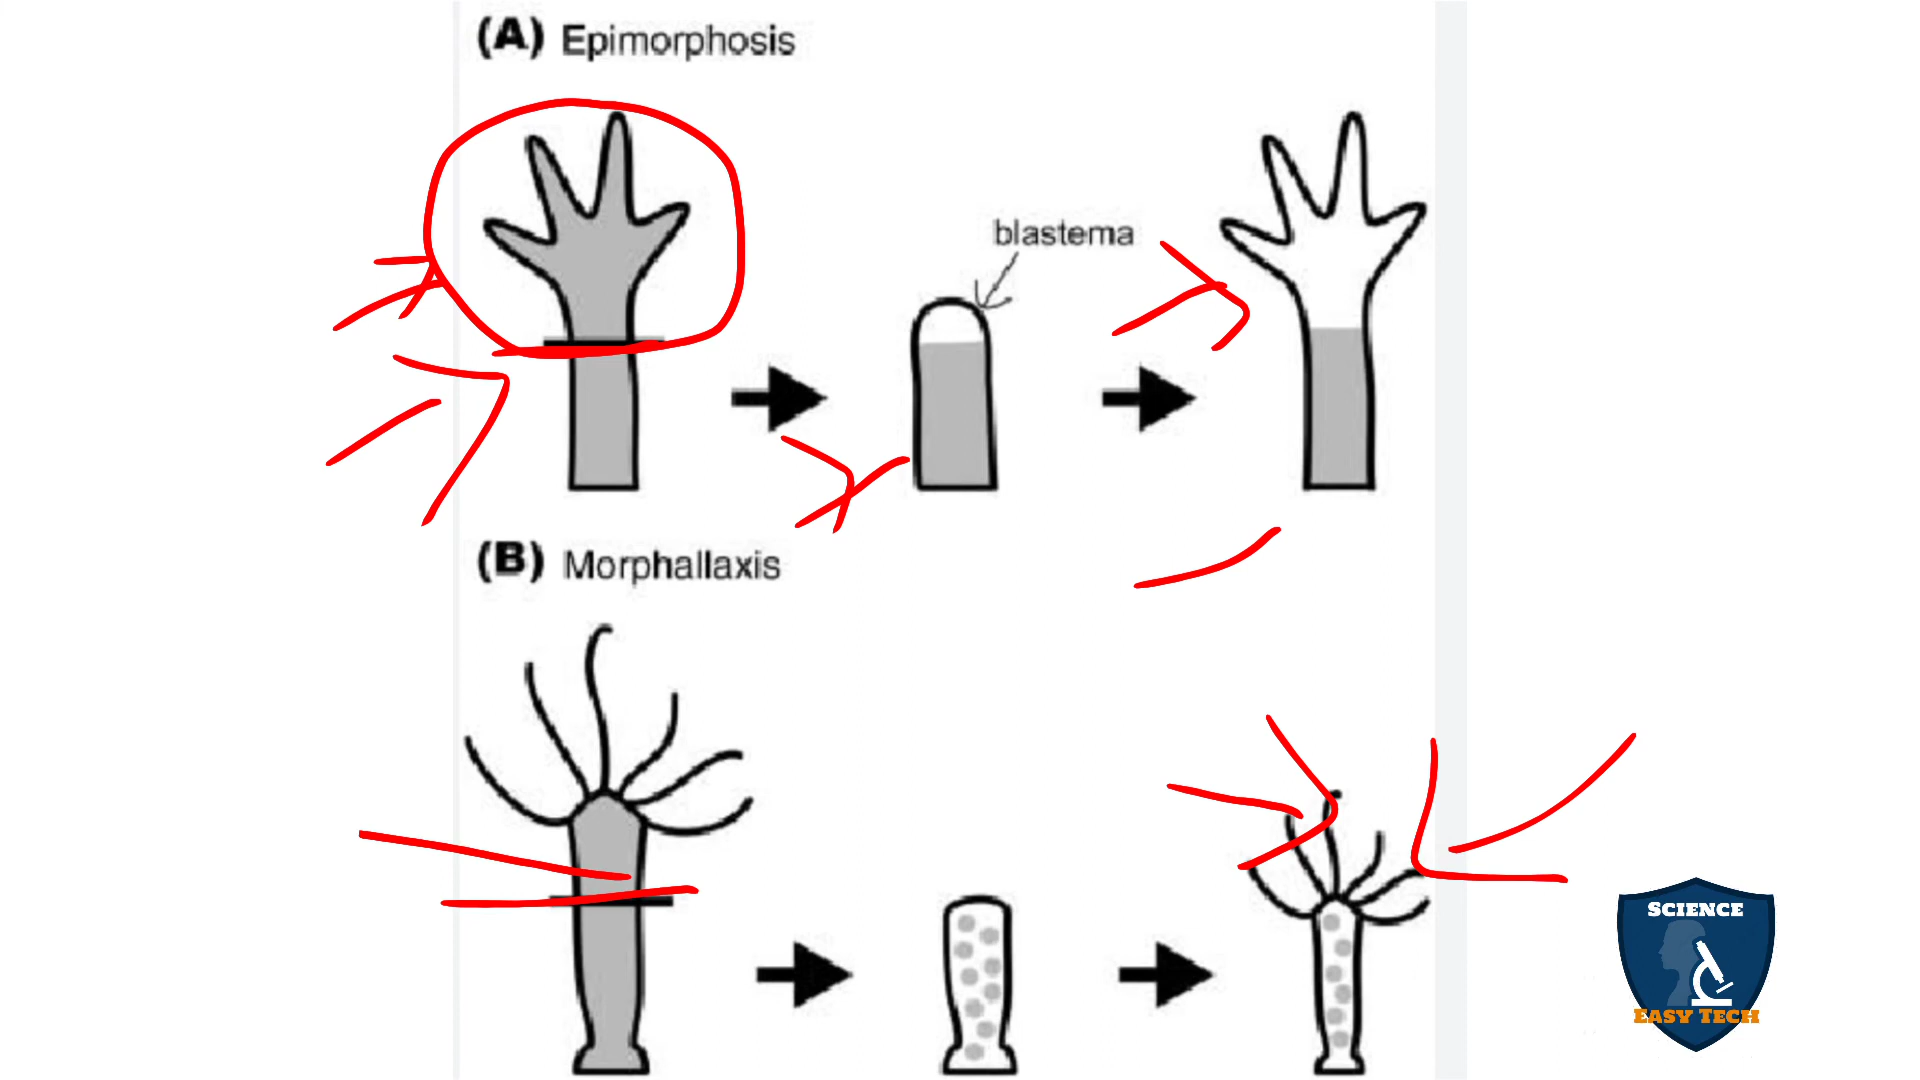 (A) Epimorphosis
blastema
(B) Morphallaxis
SCIENCE
EASY TECH